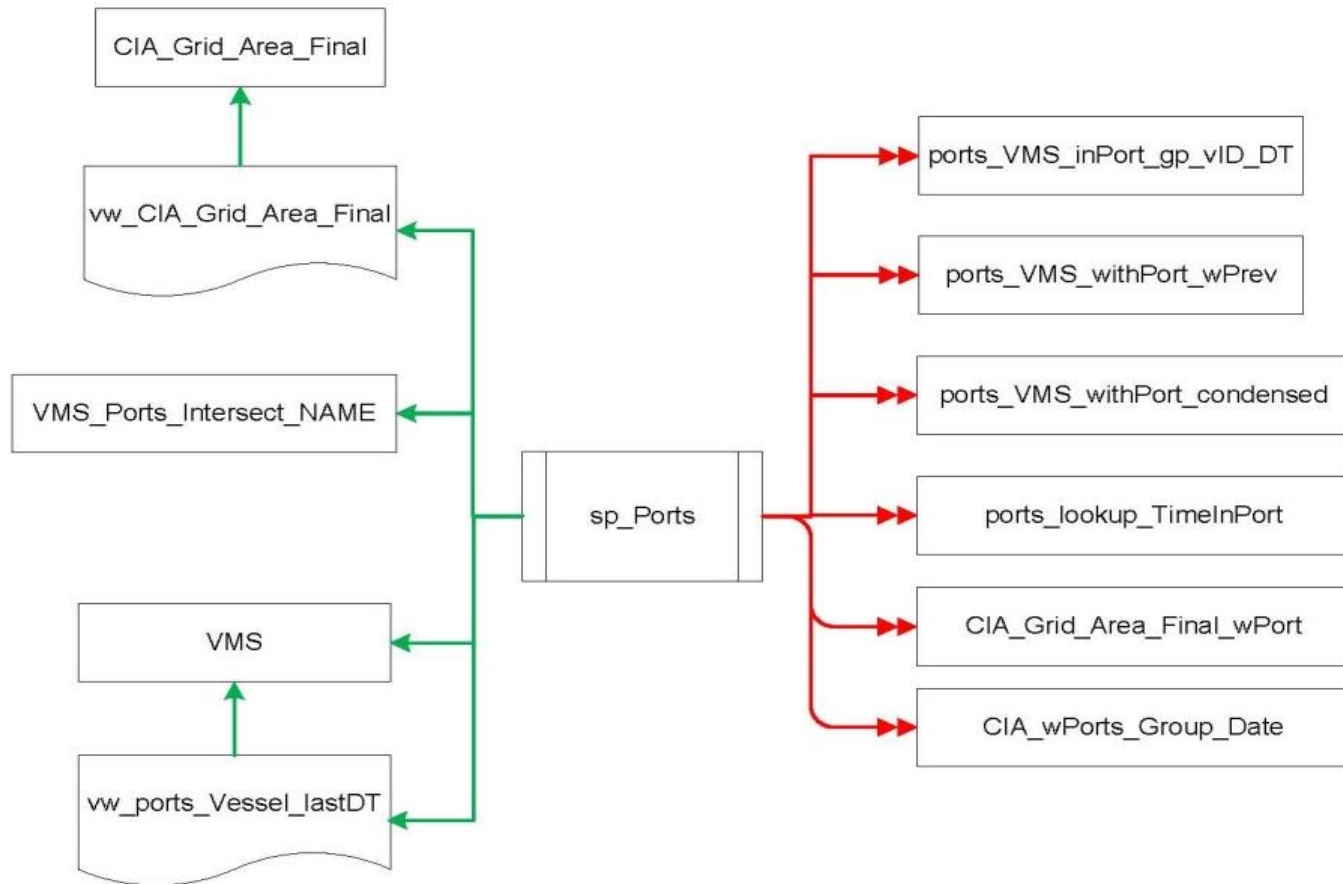 CIA_Grid_Area_Final
vw_CIA_Grid_Area_Final
VMS_Ports_Intersect_NAME
VMS
vw_ports_Vessel_lastDT
sp_Ports
ports_VMS_inPort_gp_vID_DT
ports_VMS_withPort_wPrev
ports_VMS_withPort_condensed
ports_lookup_TimeInPort
CIA_Grid_Area_Final_wPort
CIA_wPorts_Group_Date